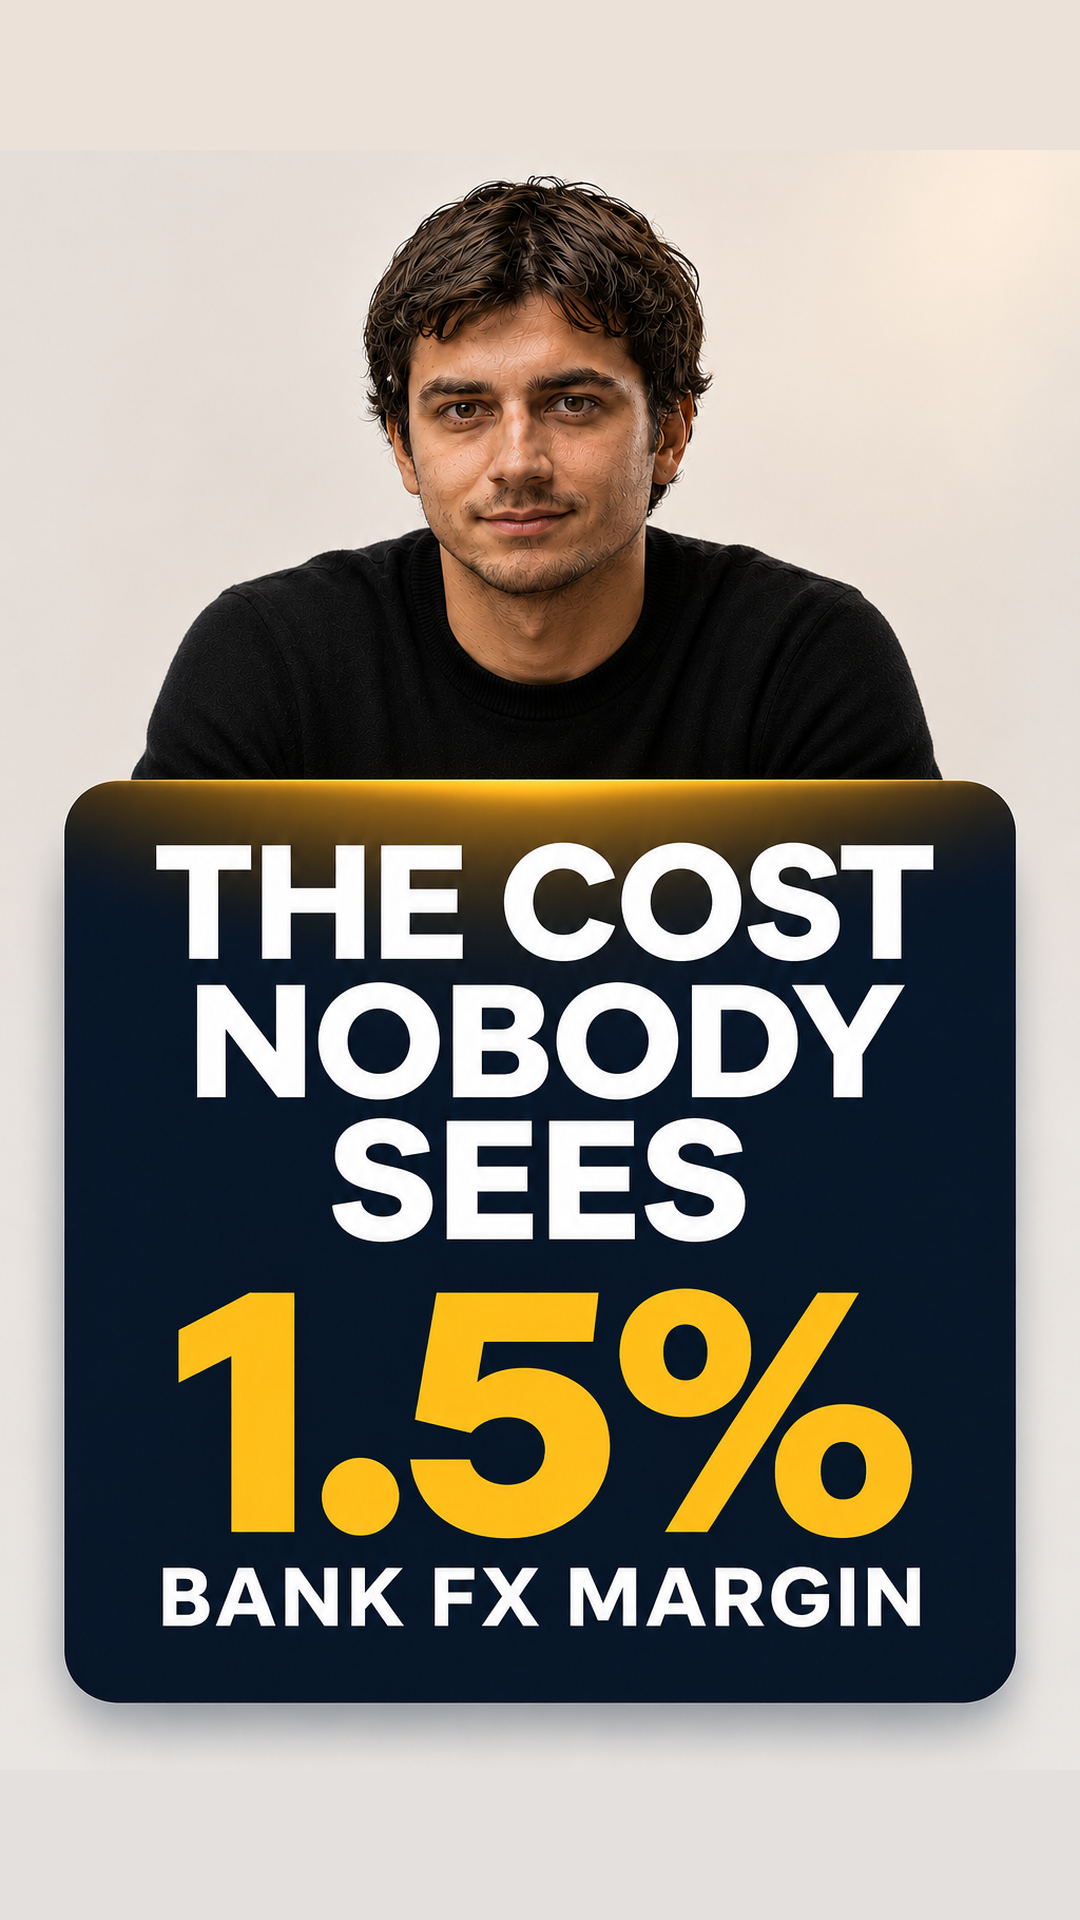 THE COST
NOBODY
SEES
1.5%
BANK FX MARGIN